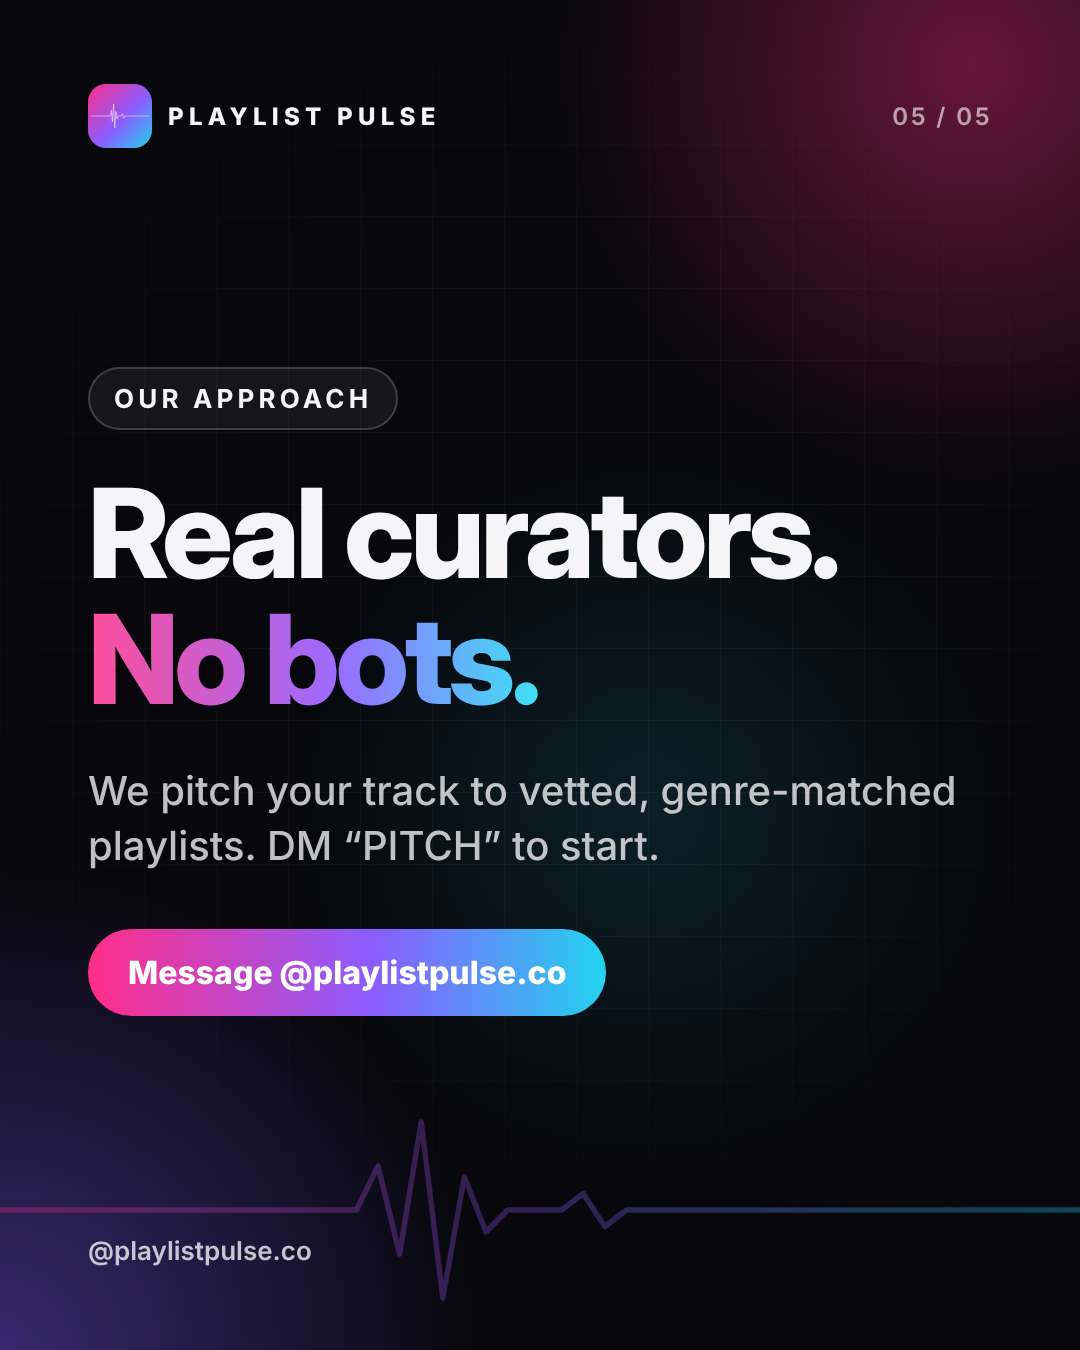 PLAYLIST PULSE
05 / 05
OUR APPROACH
Real curators.
No bots.
We pitch your track to vetted, genre-matched
playlists. DM “PITCH” to start.
Message @playlistpulse.co
@playlistpulse.co